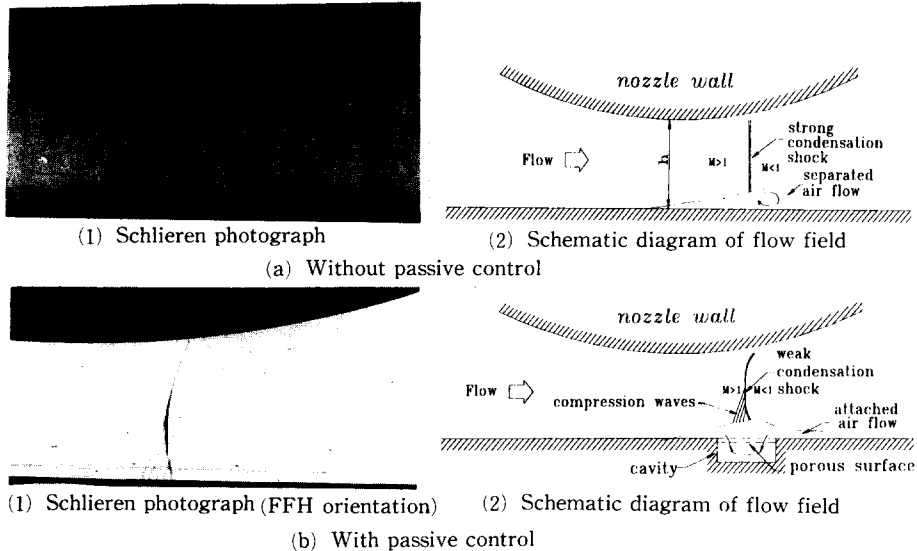 nozzle wall
Flow
h
M>1
strong
condensation
shock
M<1
separated
air flow
(1) Schlieren photograph
(2) Schematic diagram of flow field
(a) Without passive control
nozzle wall
Flow
weak
condensation
shock
M>1
M<1
compression waves
attached
air flow
cavity
porous surface
(1) Schlieren photograph (FFH orientation)
(2) Schematic diagram of flow field
(b) With passive control